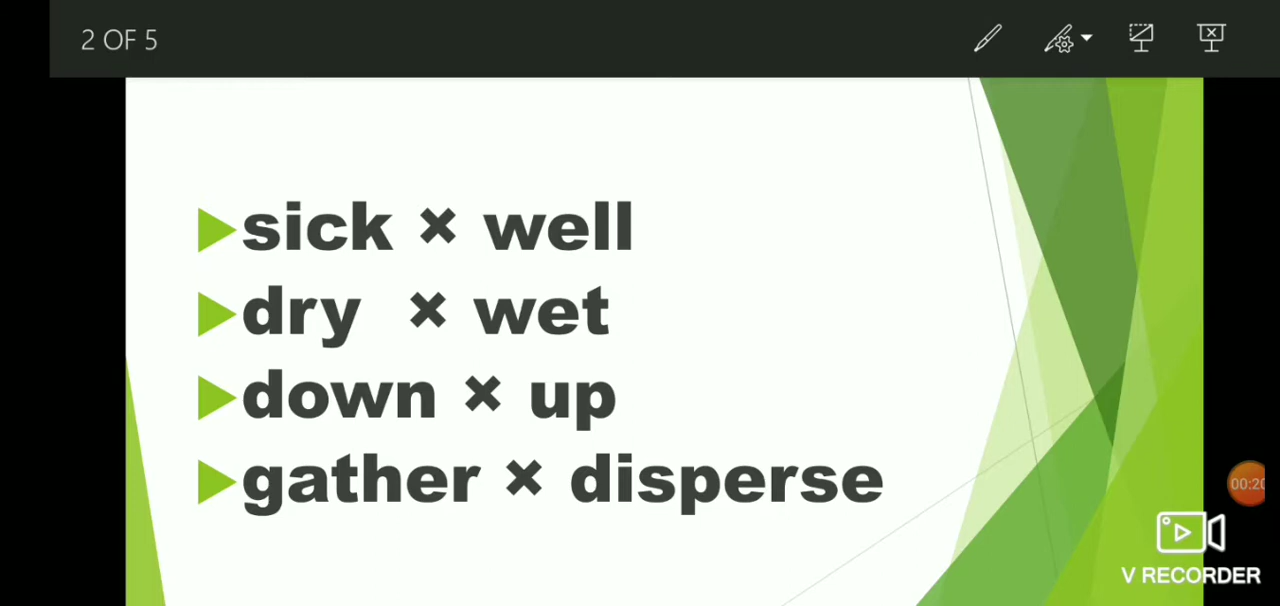 2 OF 5
sick × well
dry × wet
down × up
gather × disperse
00:20
V RECORDER